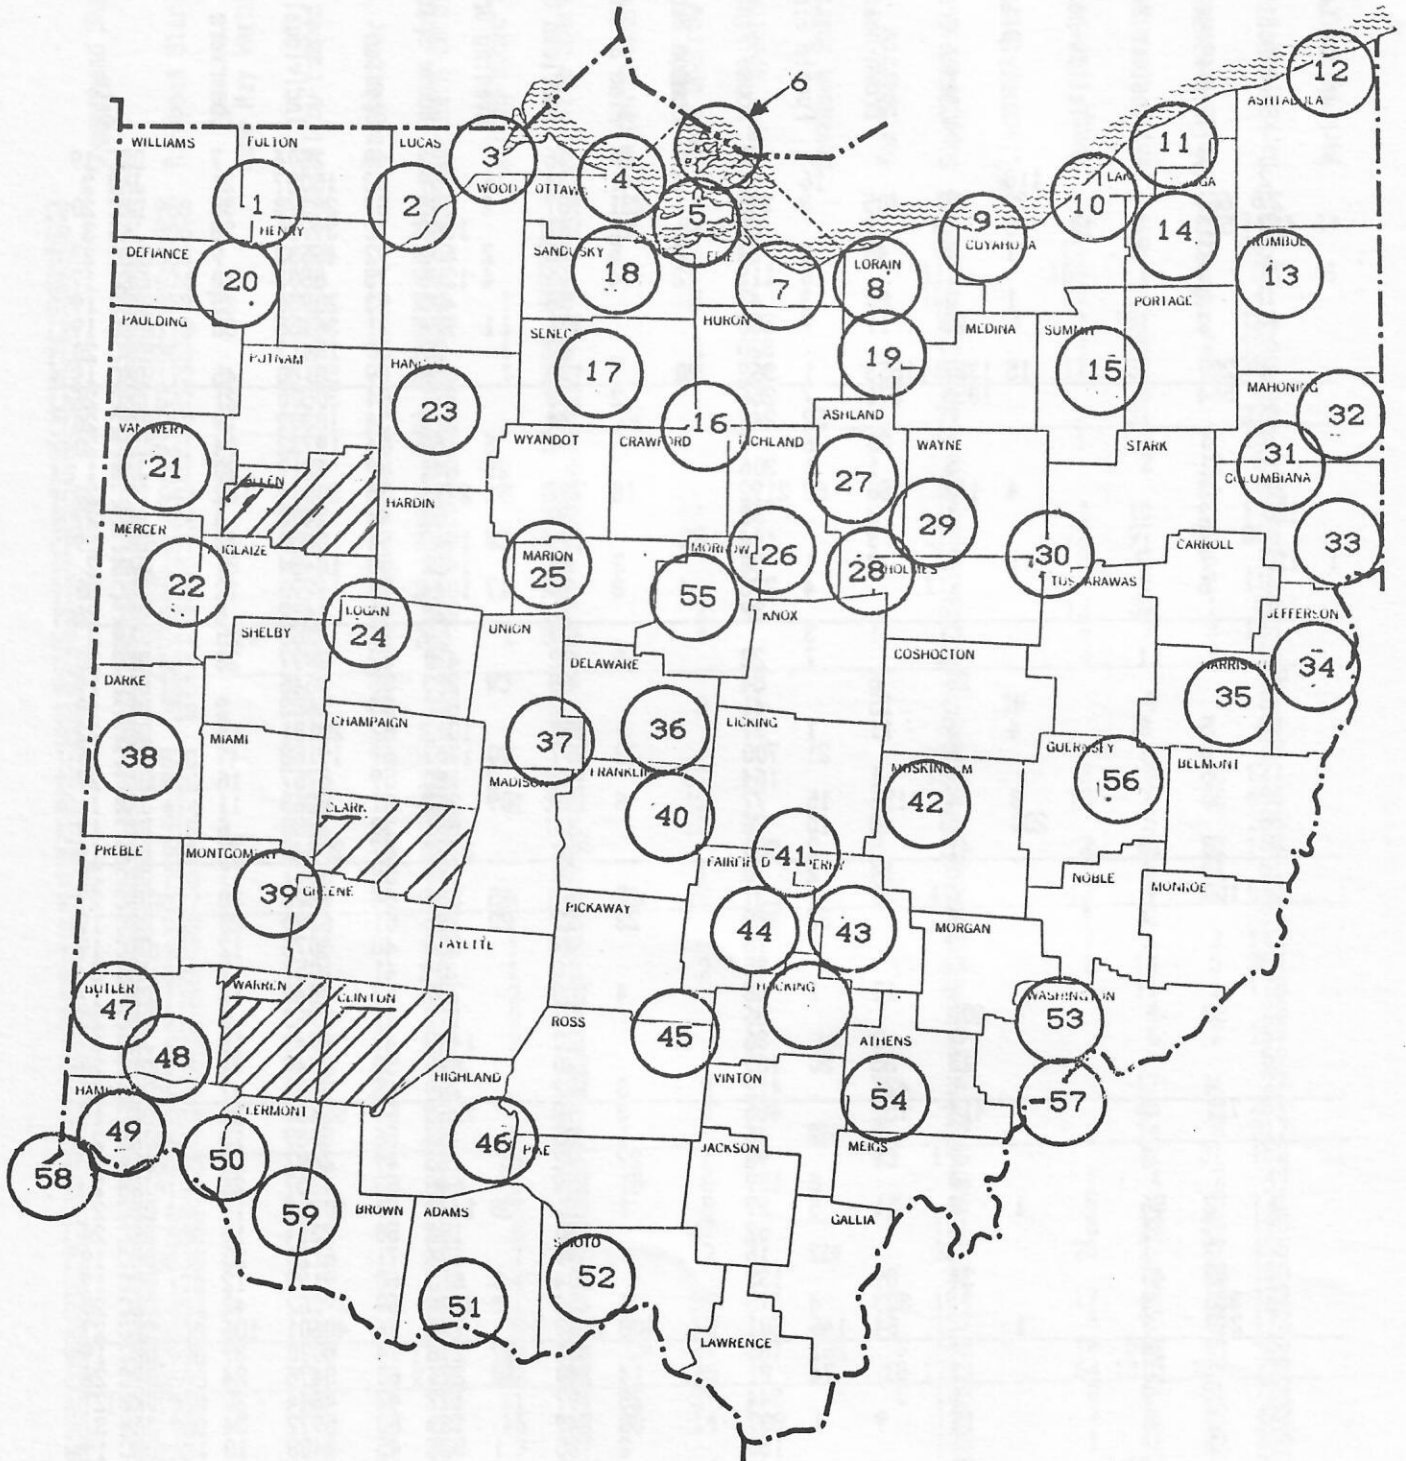 12
6
ASHTABULA
11
WILLIAMS
FULTON
LUCAS
3
4
WOOD
OTTAWA
10
1
2
5
9
HENRY
CUYAHOGA
14
DEFIANCE
SANDUSKY
ERIE
LORAIN
TRUMBULL
20
18
7
8
13
PORTAGE
PAULDING
SENECA
HURON
MEDINA
SUMMIT
19
PUTNAM
HANCOCK
17
15
MAHONING
23
16
ASHLAND
32
VAN WERT
WYANDOT
CRAWFORD
RICHLAND
WAYNE
STARK
21
31
ALLEN
27
COLUMBIANA
HARDIN
MERCER
29
AUGLAIZE
MARION
MORROW
26
CARROLL
33
22
25
28
HOLMES
30
TUSCARAWAS
LOGAN
55
KNOX
JEFFERSON
24
UNION
SHELBY
COSHOCTON
DELAWARE
HARRISON
34
DARKE
35
CHAMPAIGN
LICKING
MIAMI
36
38
37
GUERNSEY
BELMONT
MADISON
FRANKLIN
MUSKINGUM
56
CLARK
42
40
PREBLE
MONTGOMERY
FAIRFIELD
41
PERRY
NOBLE
MONROE
39
GREENE
PICKAWAY
44
43
MORGAN
FAYETTE
BUTLER
WARREN
CLINTON
HOCKING
WASHINGTON
47
ROSS
45
53
48
ATHENS
HIGHLAND
VINTON
HAMILTON
54
57
CLERMONT
49
46
PIKE
JACKSON
MEIGS
50
58
59
BROWN
ADAMS
GALLIA
SCIOTO
52
51
LAWRENCE